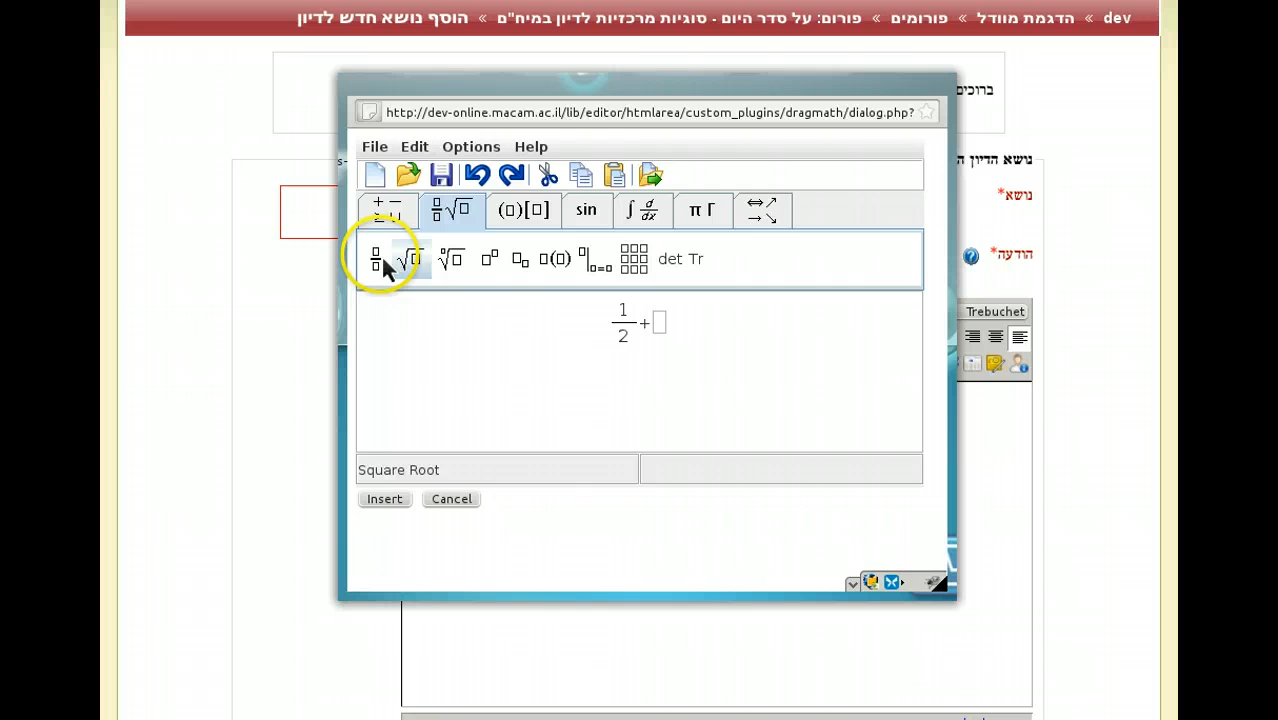 dev » הדגמת מוודל » פורומים » פורום: על סדר היום - סוגיות מרכזיות לדיון במיח"ם » הוסף נושא חדש לדיון
ברוכים
http://dev-online.macam.ac.il/lib/editor/htmlarea/custom_plugins/dragmath/dialog.php?
File Edit Options Help
נושא הדיון
נושא*
הודעה*
sin ∫ d/dx π Γ
det Tr
Trebuchet
1/2+
Square Root
Insert Cancel